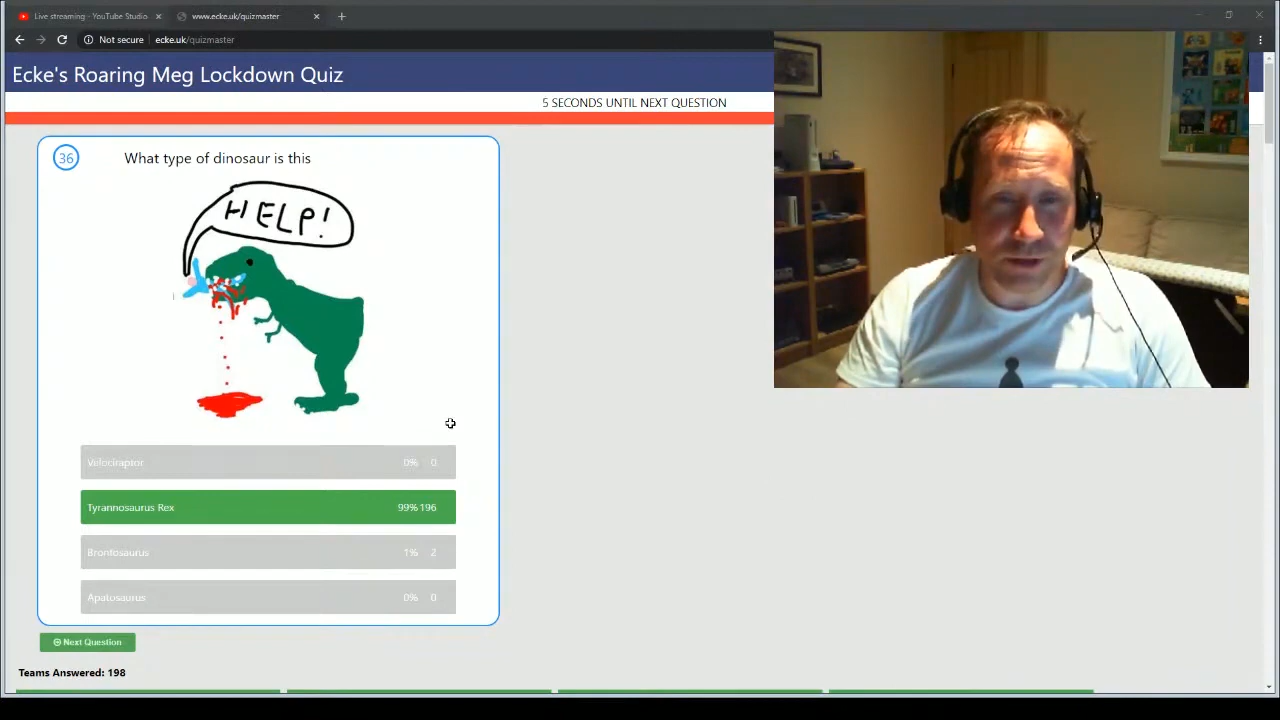 Live streaming - YouTube Studio
www.ecke.uk/quizmaster
Not secure
ecke.uk/quizmaster
Ecke's Roaring Meg Lockdown Quiz
5 SECONDS UNTIL NEXT QUESTION
36 What type of dinosaur is this
HELP!
Velociraptor 0% 0
Tyrannosaurus Rex 99% 196
Brontosaurus 1% 2
Apatosaurus 0% 0
Next Question
Teams Answered: 198